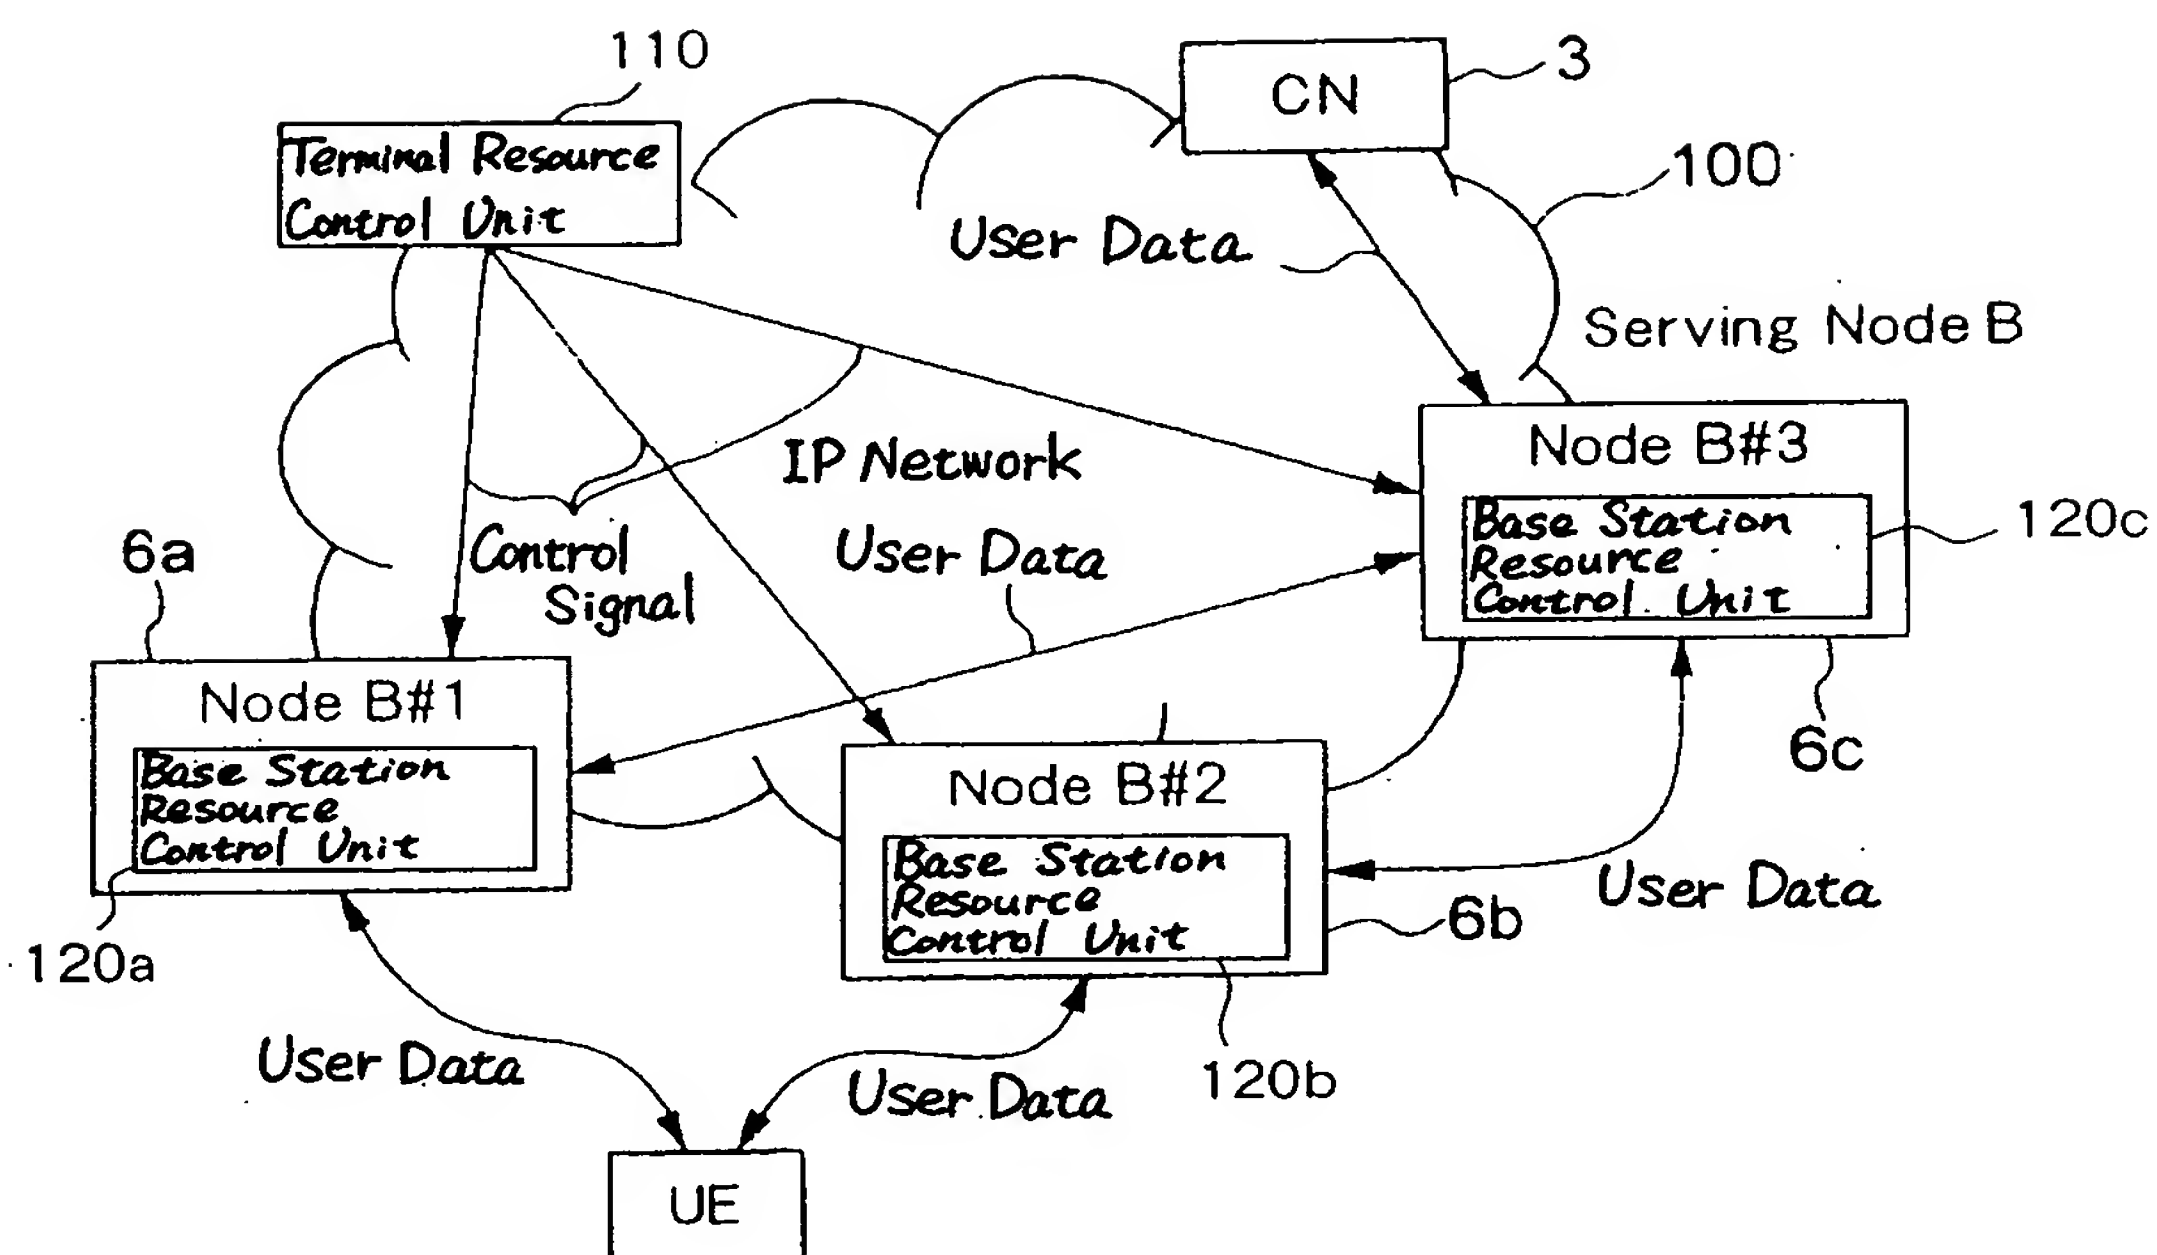 110
CN
3
Terminal Resource
Control Unit
100
User Data
Serving Node B
IP Network
Node B#3
Base Station
Resource
Control Unit
120c
6a
Control
Signal
User Data
Node B#1
Base Station
Resource
Control Unit
6c
Node B#2
Base Station
Resource
Control Unit
User Data
6b
120a
User Data
User Data
120b
UE